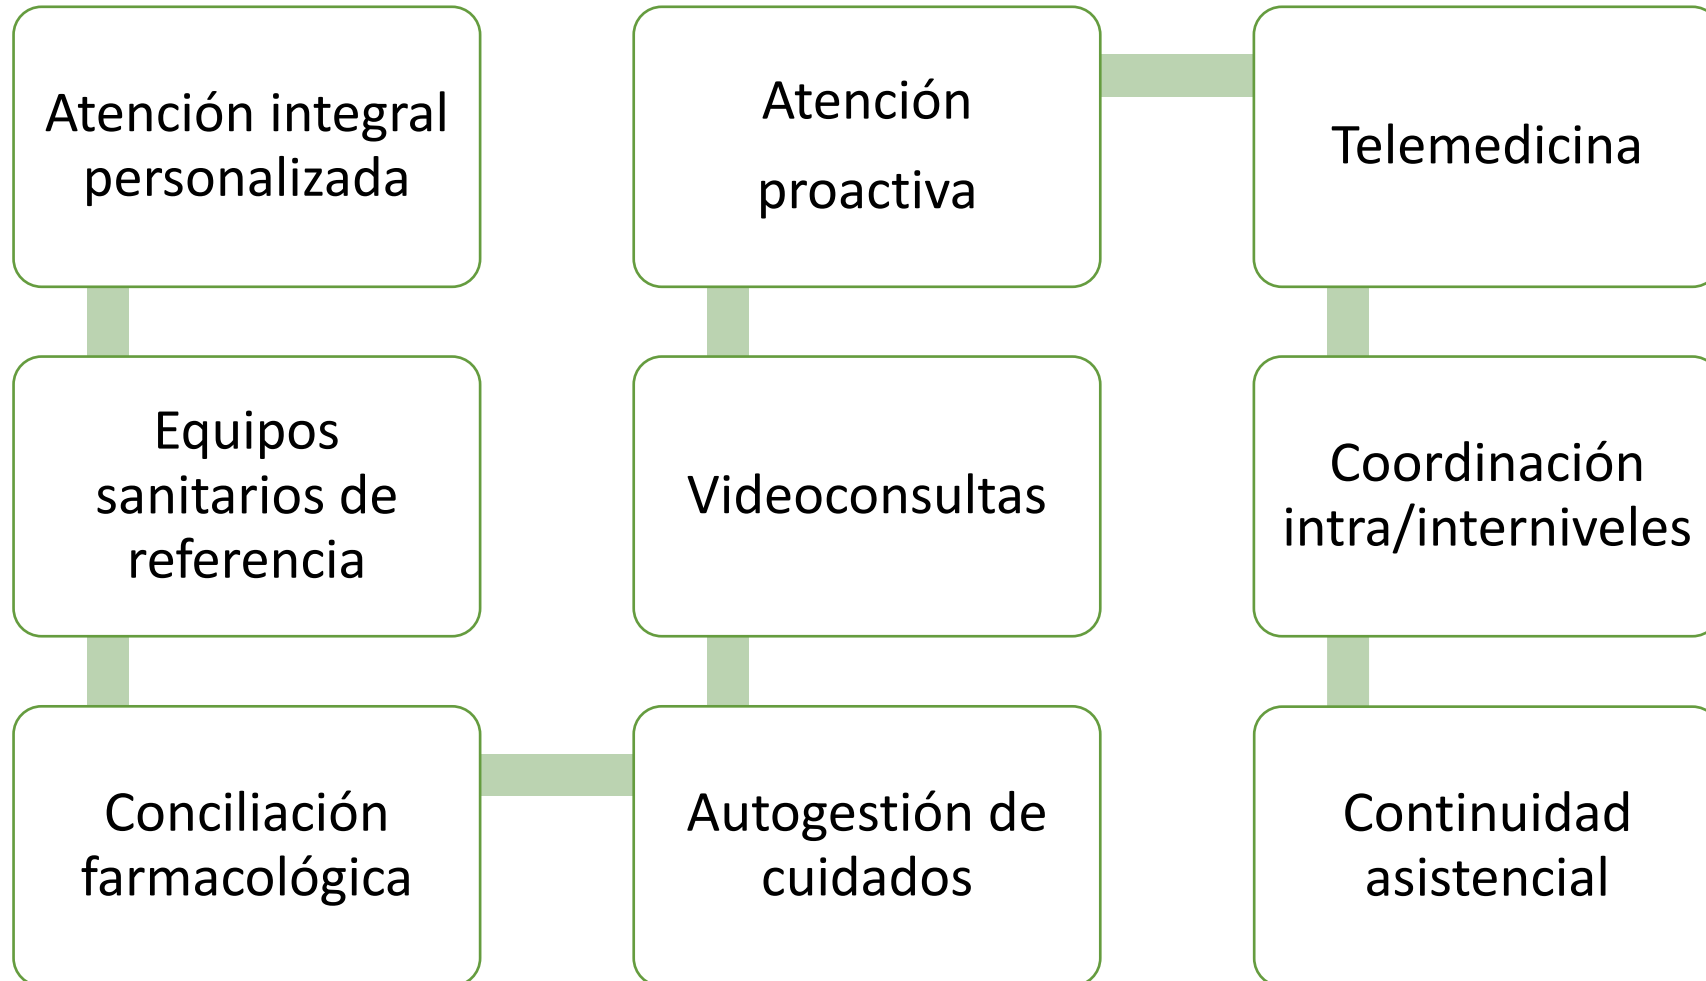 Atención integral
personalizada
Equipos
sanitarios de
referencia
Conciliación
farmacológica
Autogestión de
cuidados
Videoconsultas
Atención
proactiva
Telemedicina
Coordinación
intra/interniveles
Continuidad
asistencial